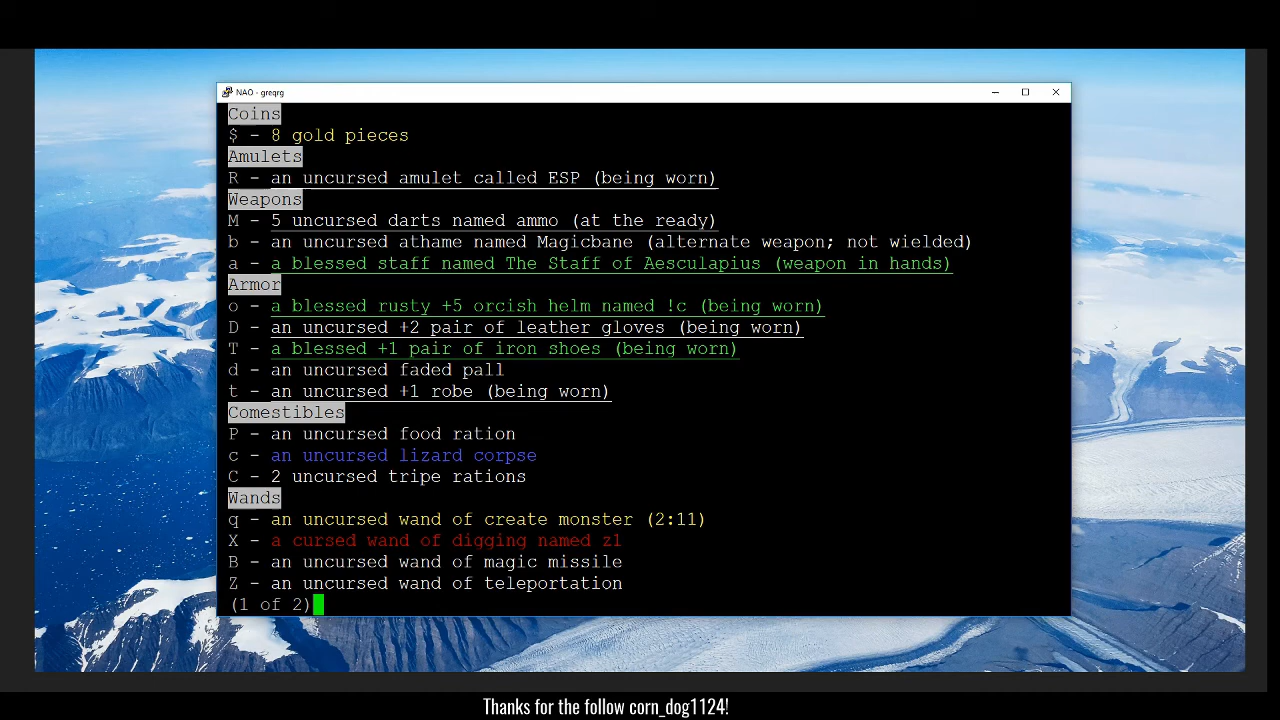 NAO - greqrg
Coins
$ - 8 gold pieces
Amulets
R - an uncursed amulet called ESP (being worn)
Weapons
M - 5 uncursed darts named ammo (at the ready)
b - an uncursed athame named Magicbane (alternate weapon; not wielded)
a - a blessed staff named The Staff of Aesculapius (weapon in hands)
Armor
o - a blessed rusty +5 orcish helm named !c (being worn)
D - an uncursed +2 pair of leather gloves (being worn)
T - a blessed +1 pair of iron shoes (being worn)
d - an uncursed faded pall
t - an uncursed +1 robe (being worn)
Comestibles
P - an uncursed food ration
c - an uncursed lizard corpse
C - 2 uncursed tripe rations
Wands
q - an uncursed wand of create monster (2:11)
X - a cursed wand of digging named z1
B - an uncursed wand of magic missile
Z - an uncursed wand of teleportation
(1 of 2)
Thanks for the follow corn_dog1124!